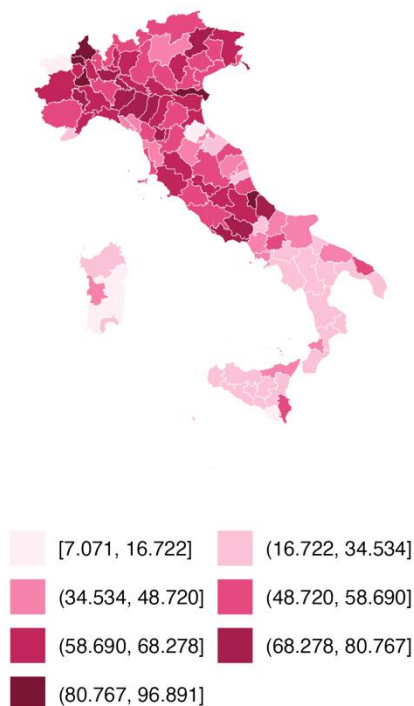 [7.071, 16.722] (16.722, 34.534]
(34.534, 48.720] (48.720, 58.690]
(58.690, 68.278] (68.278, 80.767]
(80.767, 96.891]